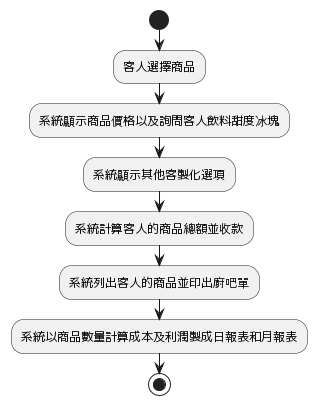 客人選擇商品
系統顯示商品價格以及詢問客人飲料甜度冰塊
系統顯示其他客製化選項
系統計算客人的商品總額並收款
系統列出客人的商品並印出廚吧單
系統以商品數量計算成本及利潤製成日報表和月報表